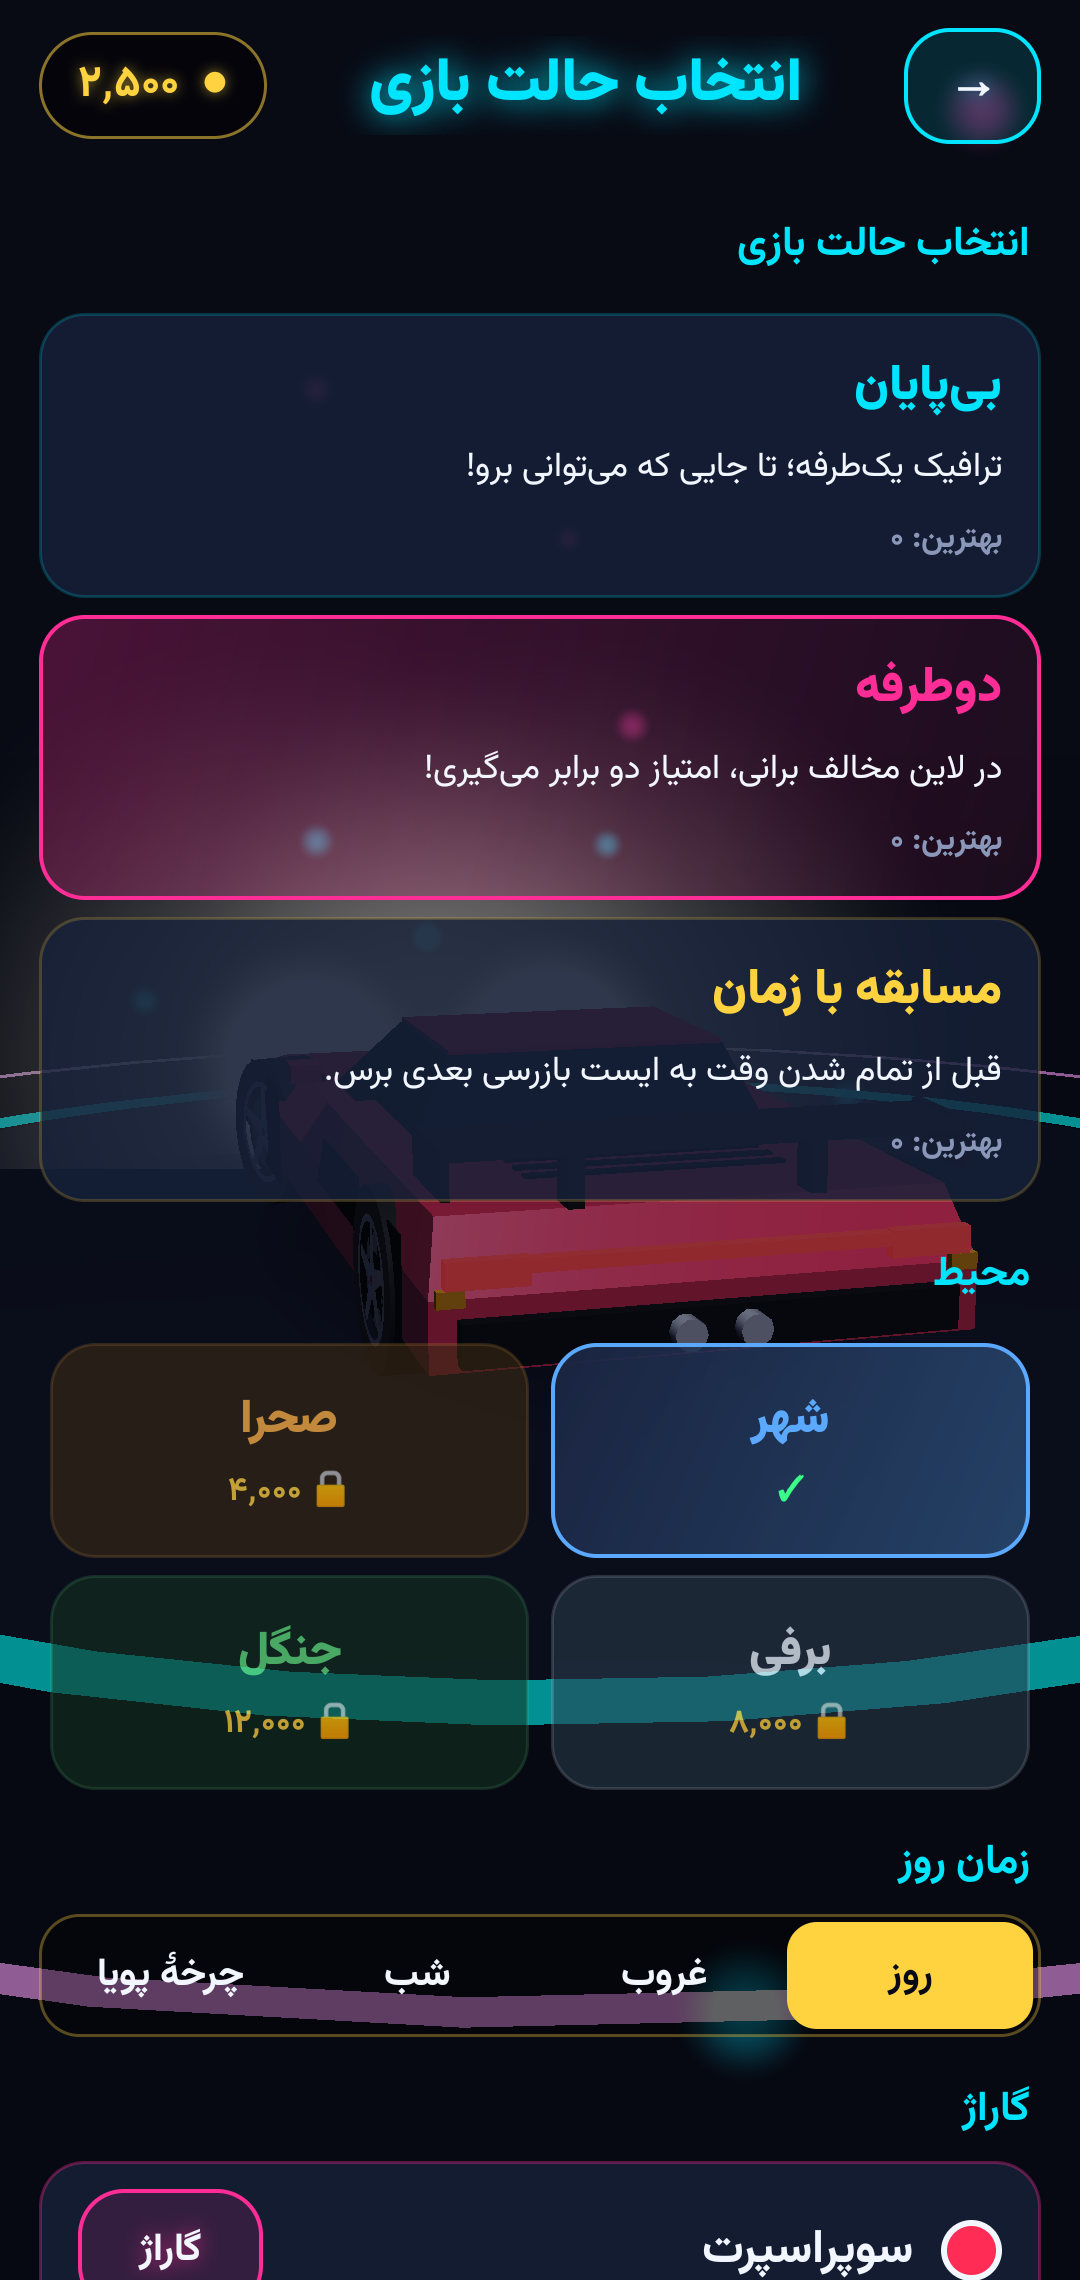 →
انتخاب حالت بازی
۲,۵۰۰
انتخاب حالت بازی
بی‌پایان
ترافیک یک‌طرفه؛ تا جایی که می‌توانی برو!
بهترین: ۰
دوطرفه
در لاین مخالف برانی، امتیاز دو برابر می‌گیری!
بهترین: ۰
مسابقه با زمان
قبل از تمام شدن وقت به ایست بازرسی بعدی برس.
بهترین: ۰
محیط
شهر
✓
صحرا
🔒 ۴,۰۰۰
برفی
🔒 ۸,۰۰۰
جنگل
🔒 ۱۲,۰۰۰
زمان روز
روز غروب شب چرخهٔ پویا
گاراژ
سوپراسپرت
گاراژ